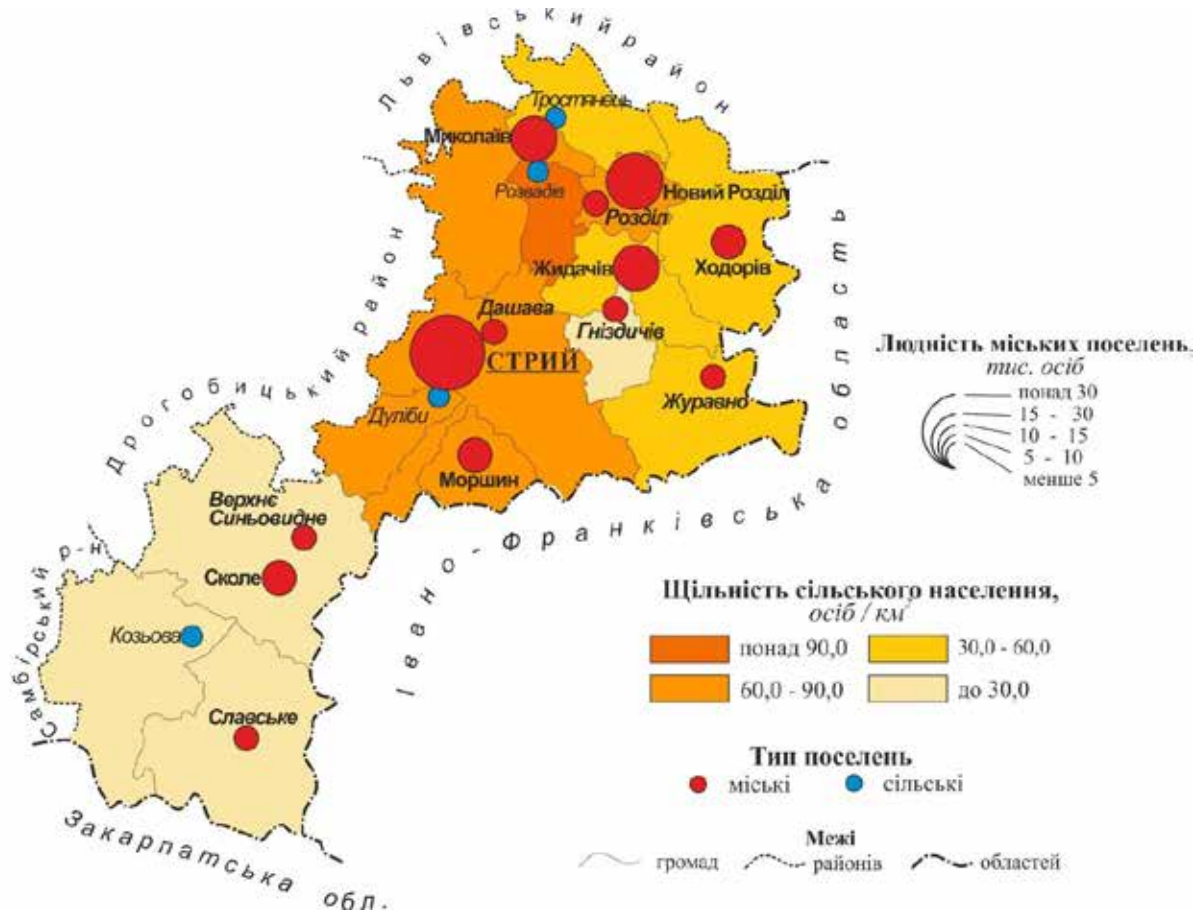 Львівський район
Тростянець
Миколаїв
Розвадів
Новий Розділ
Розділ
Ходорів
Жидачів
Дашава
Гніздичів
СТРИЙ
Журавно
Дуліби
Моршин
Дрогобицький район
Івано-Франківська область
Верхнє
Синьовидне
Сколе
Козьова
Самбірський р-н
Славське
Закарпатська обл.
Людність міських поселень,
тис. осіб
понад 30
15 - 30
10 - 15
5 - 10
менше 5
Щільність сільського населення,
осіб / км²
понад 90,0
30,0 - 60,0
60,0 - 90,0
до 30,0
Тип поселень
міські
сільські
Межі
громад
районів
областей